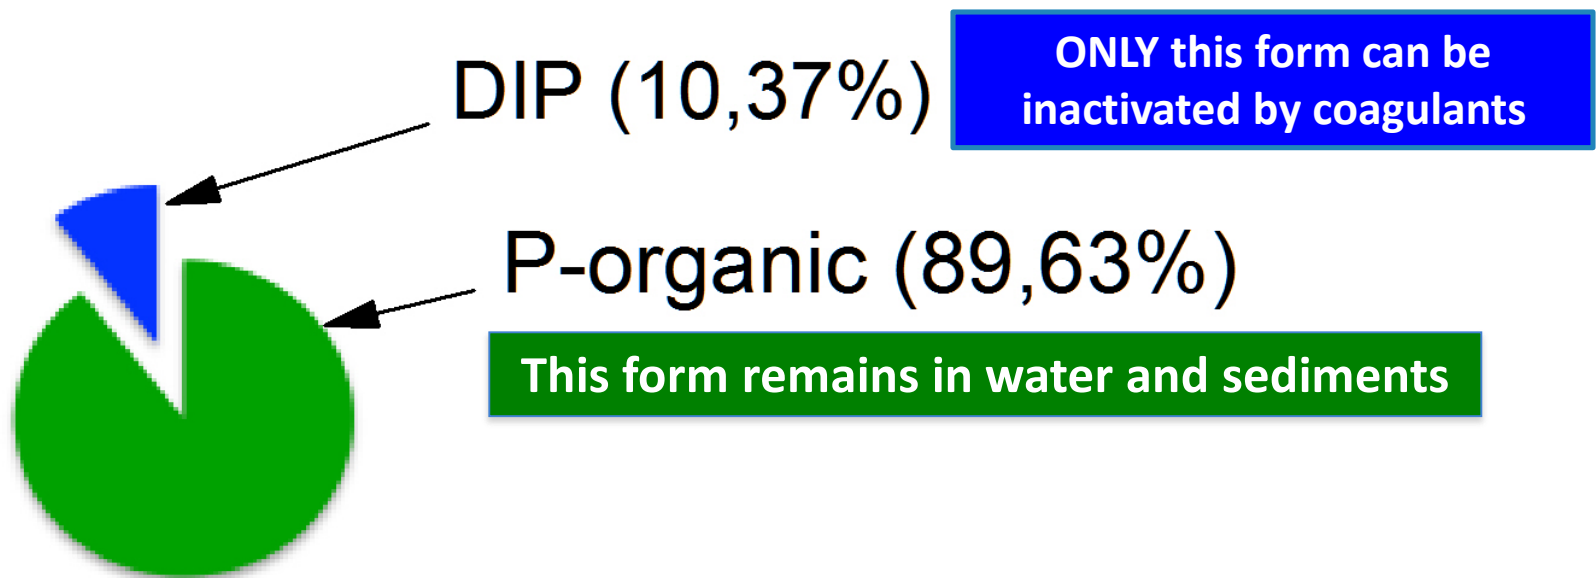 DIP (10,37%)
ONLY this form can be
inactivated by coagulants
P-organic (89,63%)
This form remains in water and sediments